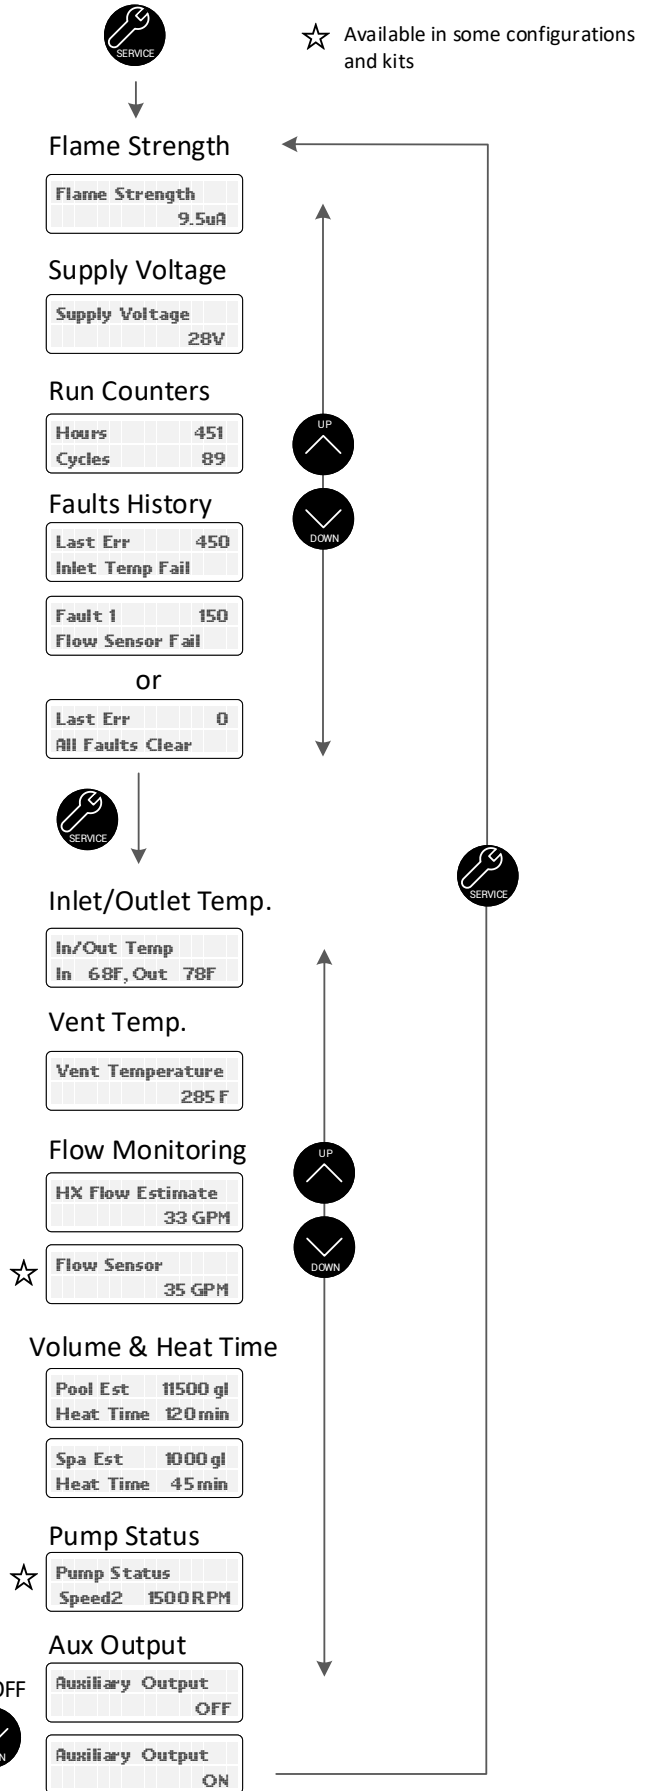 SERVICE
Available in some configurations
and kits
Flame Strength
Flame Strength
9.5uA
Supply Voltage
Supply Voltage
28V
Run Counters
Hours 451
Cycles 89
UP
Faults History
DOWN
Last Err 450
Inlet Temp Fail
Fault 1 150
Flow Sensor Fail
or
Last Err 0
All Faults Clear
SERVICE
SERVICE
Inlet/Outlet Temp.
In/Out Temp
In 68F, Out 78F
Vent Temp.
Vent Temperature
285 F
Flow Monitoring
UP
HX Flow Estimate
33 GPM
Flow Sensor
35 GPM
DOWN
Volume & Heat Time
Pool Est 11500 gl
Heat Time 120 min
Spa Est 1000 gl
Heat Time 45 min
Pump Status
Pump Status
Speed2 1500 RPM
Aux Output
Auxiliary Output
OFF
Auxiliary Output
ON